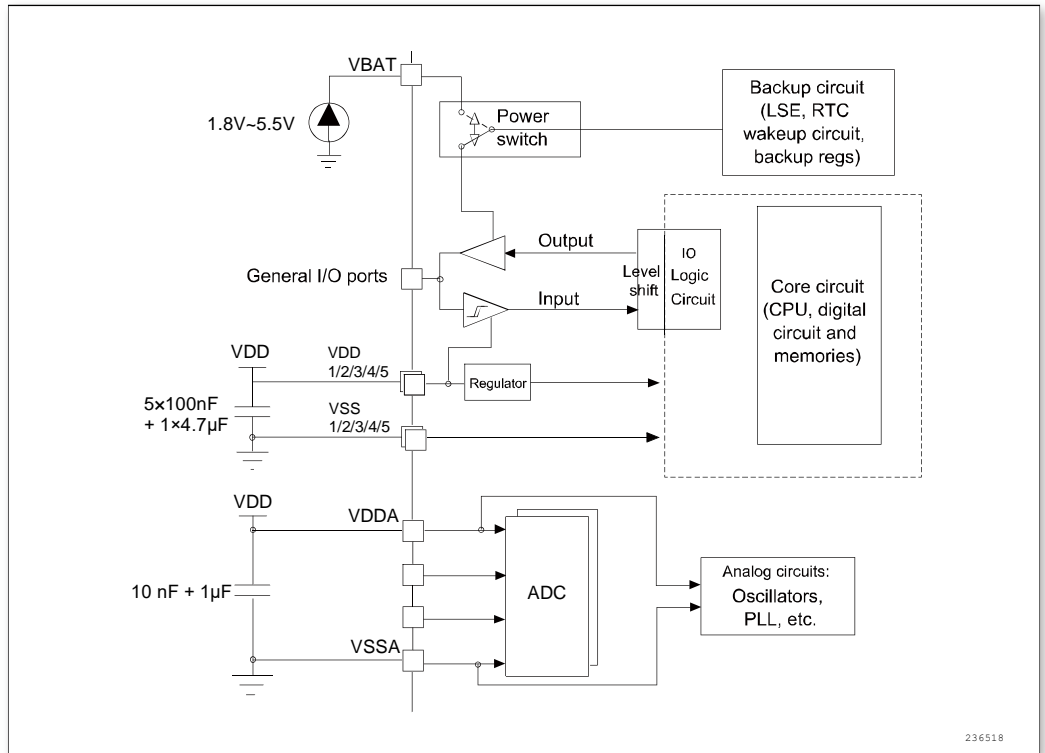 VBAT
1.8V~5.5V
Power
switch
Backup circuit
(LSE, RTC
wakeup circuit,
backup regs)
General I/O ports
Output
Input
Level
shift
IO
Logic
Circuit
Core circuit
(CPU, digital
circuit and
memories)
VDD
VDD
1/2/3/4/5
Regulator
5×100nF
+ 1×4.7µF
VSS
1/2/3/4/5
VDD
VDDA
10 nF + 1µF
ADC
VSSA
Analog circuits:
Oscillators,
PLL, etc.
236518